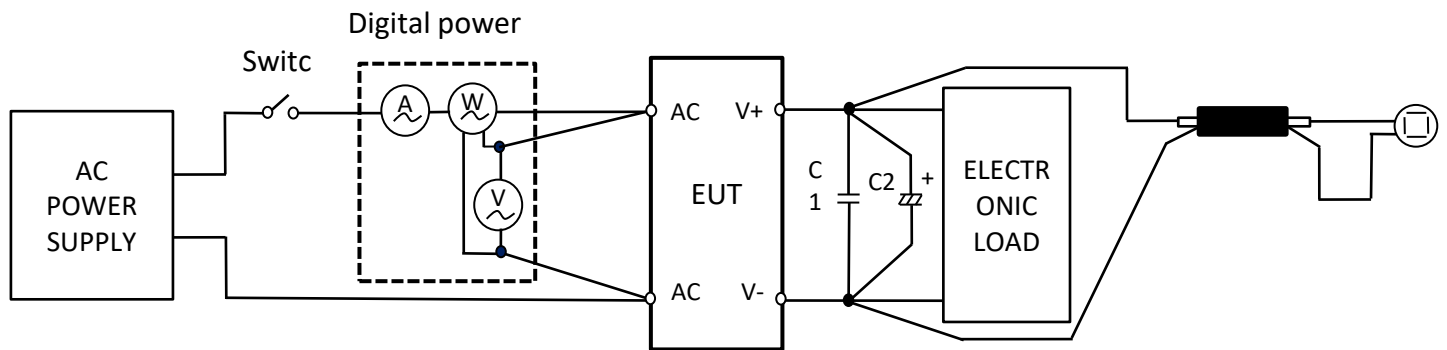 Digital power
Switc
A
W
V
AC
POWER
SUPPLY
AC
V+
EUT
AC
V-
C
1
C2
+
ELECTR
ONIC
LOAD